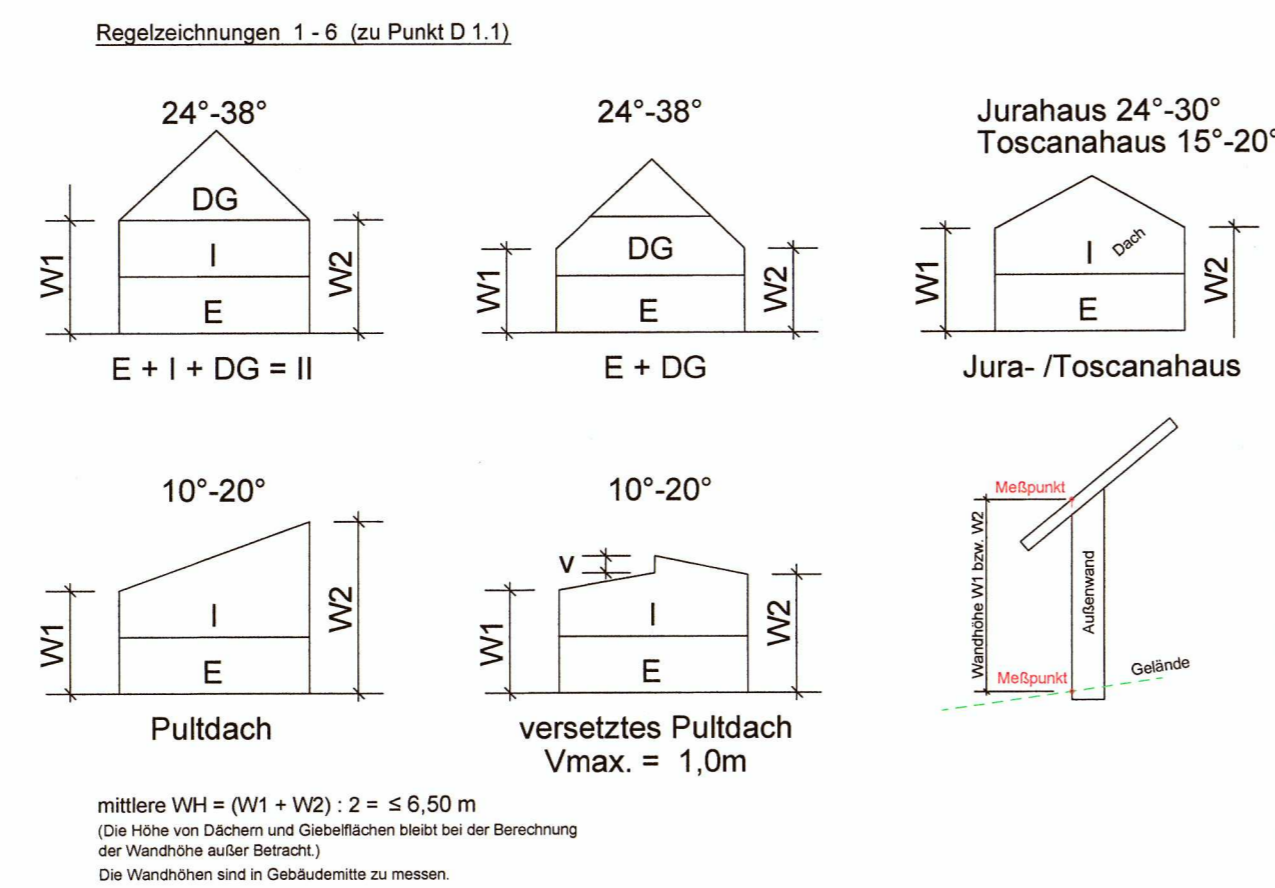 Regelzeichnungen 1 - 6 (zu Punkt D 1.1)
24°-38°
DG
I
E
W1
W2
E + I + DG = II
24°-38°
DG
E
W1
W2
E + DG
Jurahaus 24°-30°
Toscanahaus 15°-20°
I
Dach
E
W1
W2
Jura- /Toscanahaus
10°-20°
I
E
W1
W2
Pultdach
10°-20°
V
I
E
W1
W2
versetztes Pultdach
Vmax. = 1,0m
Meßpunkt
Wandhöhe W1 bzw. W2
Außenwand
Meßpunkt
Gelände
mittlere WH = (W1 + W2) : 2 = ≤ 6,50 m
(Die Höhe von Dächern und Giebelflächen bleibt bei der Berechnung
der Wandhöhe außer Betracht.)
Die Wandhöhen sind in Gebäudemitte zu messen.